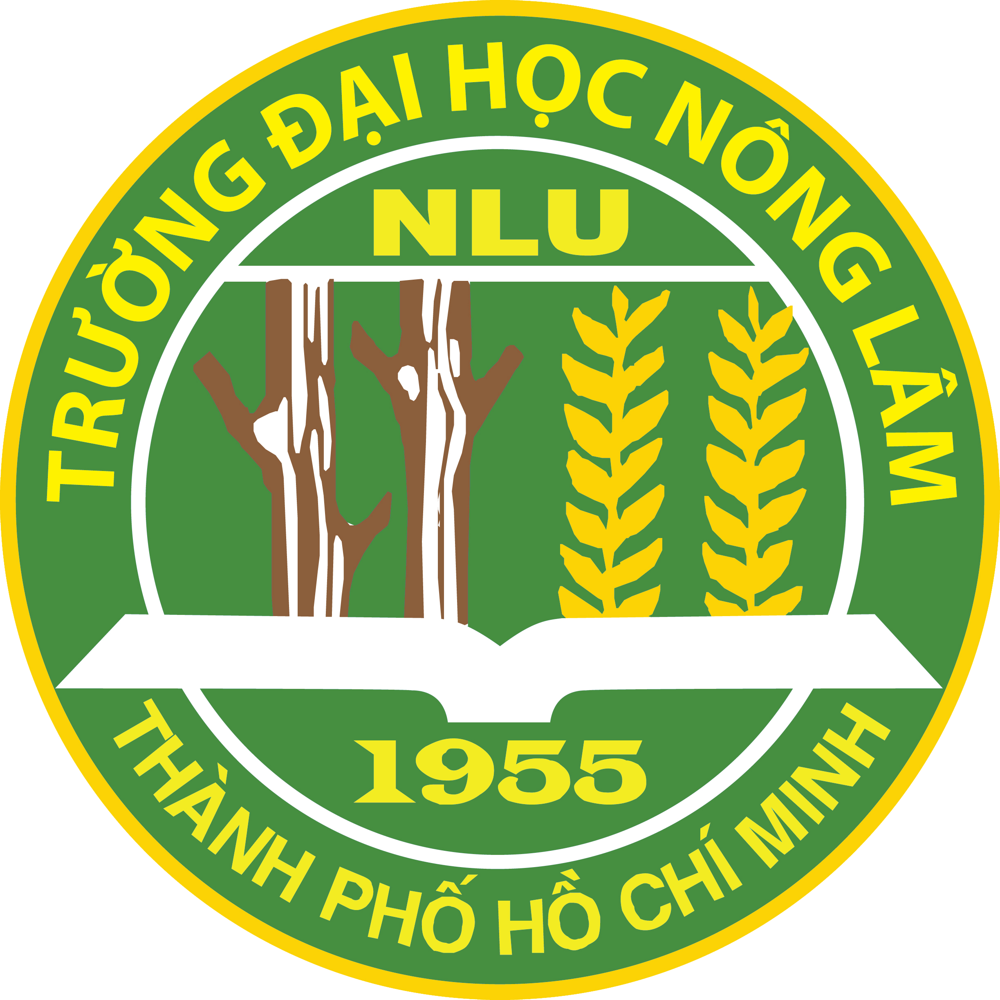 TRƯỜNG ĐẠI HỌC NÔNG LÂM
NLU
1955
THÀNH PHỐ HỒ CHÍ MINH